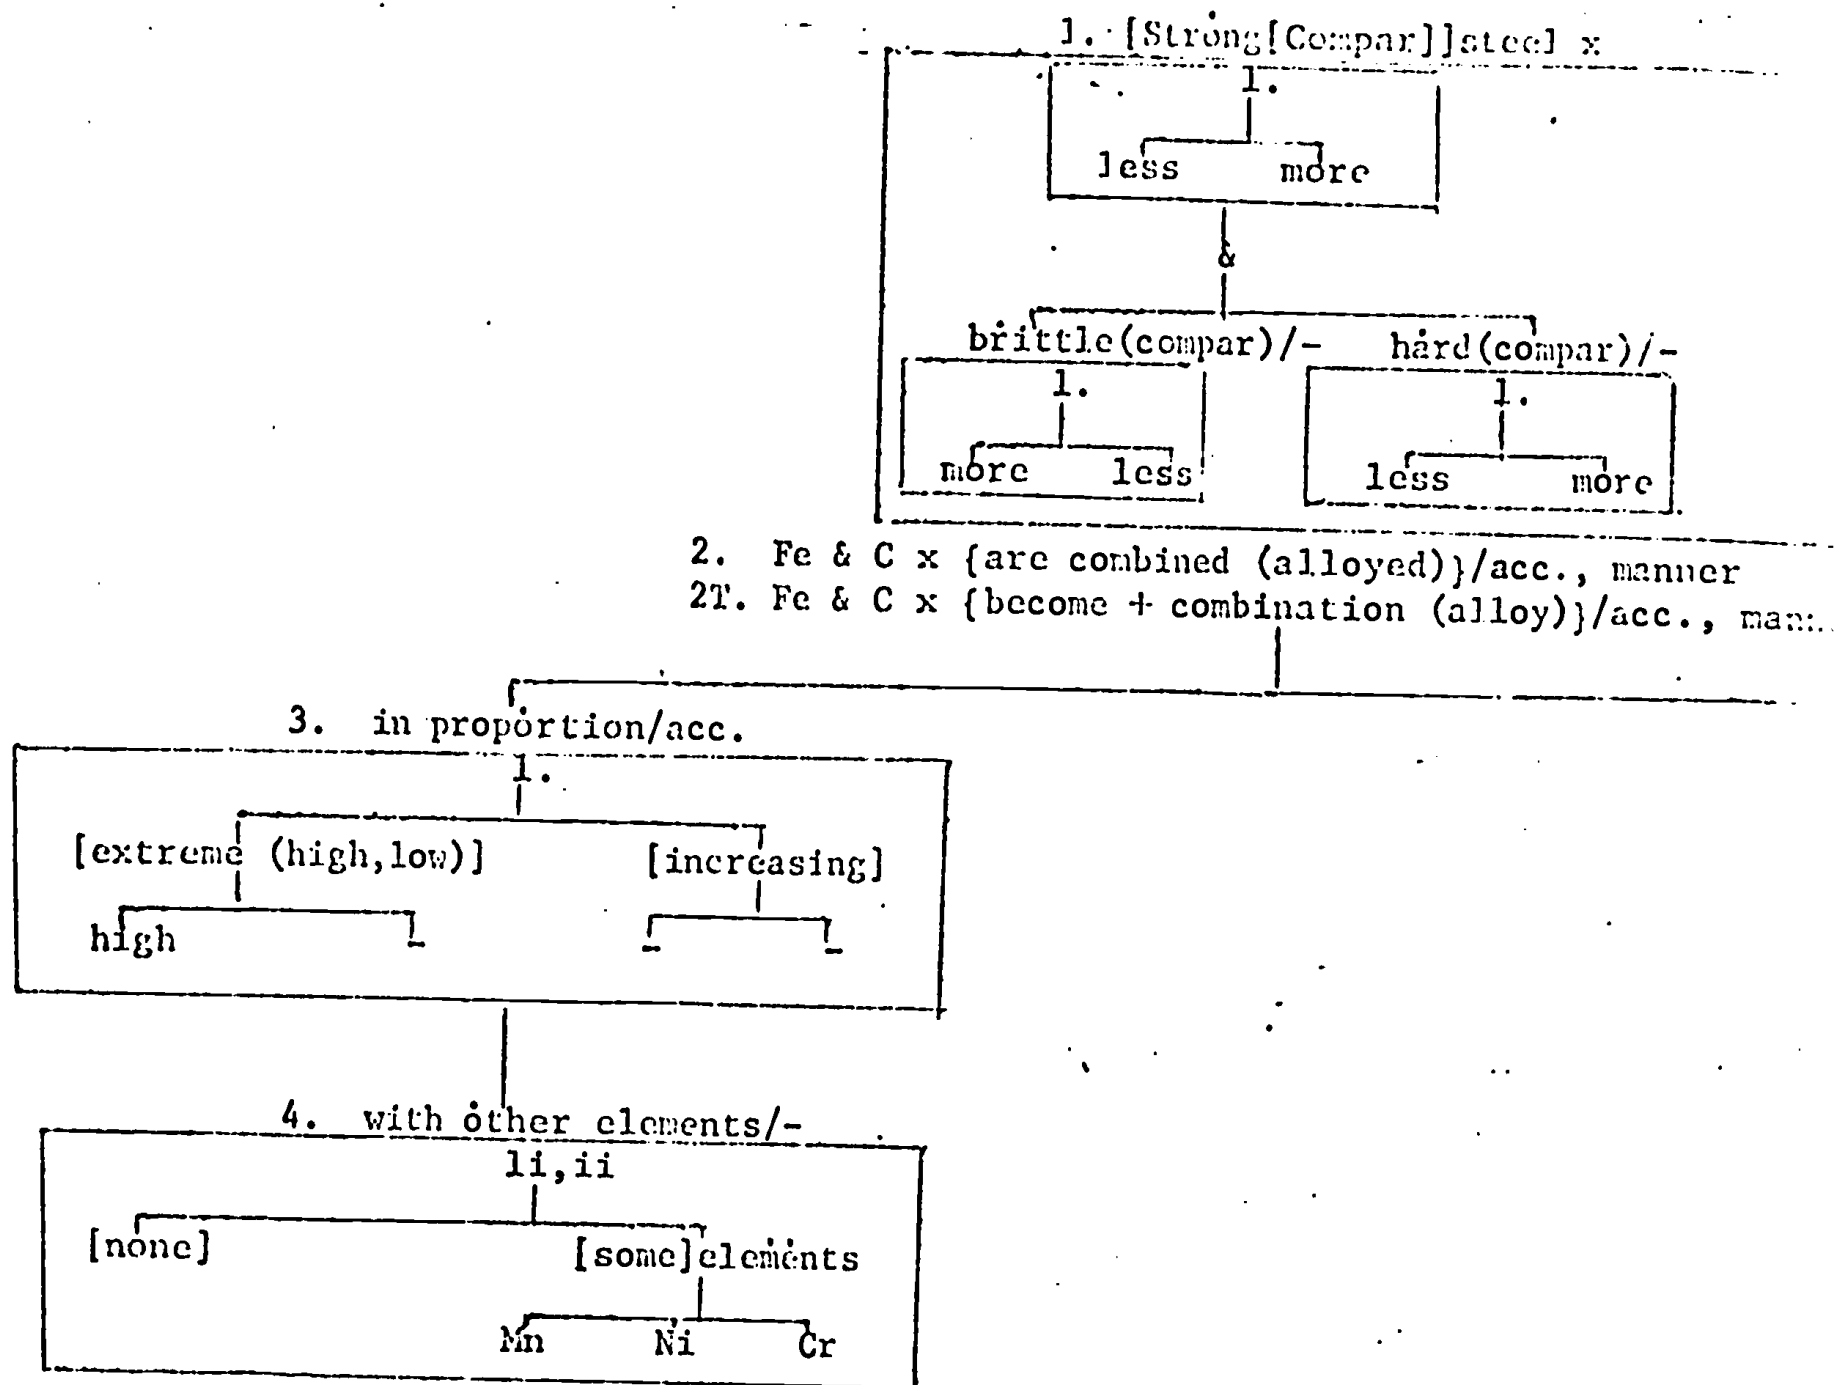 1. [Strong[Compar]]steel x
1.
less more
&
brittle(compar)/- hard(compar)/-
1. 1.
more less less more
2. Fe & C x {are combined (alloyed)}/acc., manner
2T. Fe & C x {become + combination (alloy)}/acc.,
3. in proportion/acc.
1.
[extreme (high,low)] [increasing]
high - - -
4. with other elements/-
1i,ii
[none] [some]elements
Mn Ni Cr